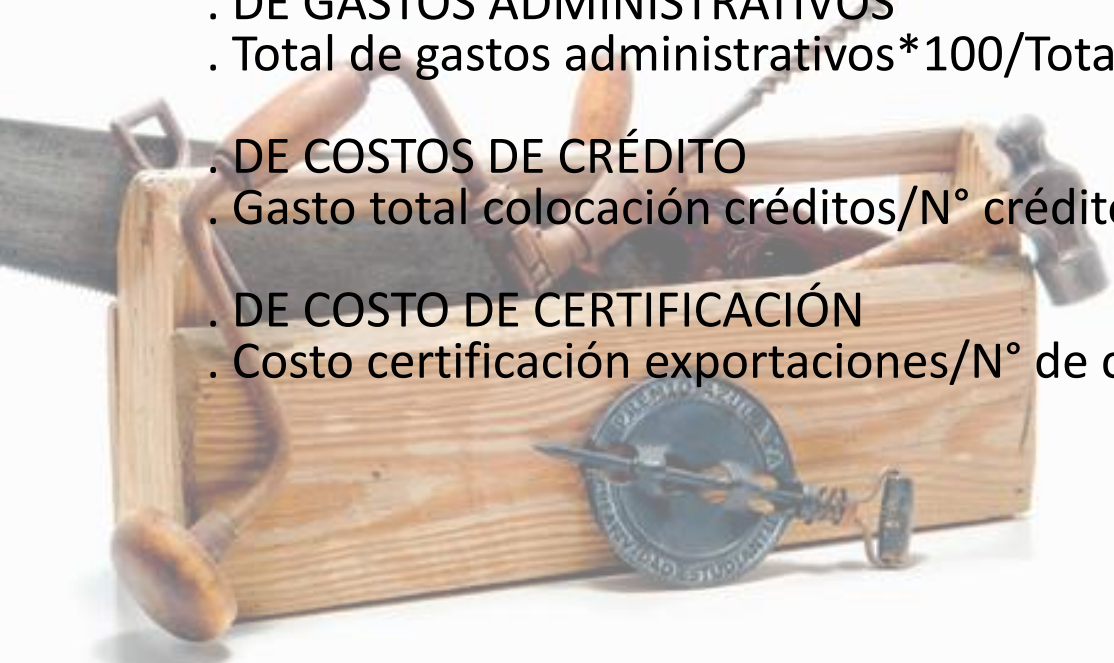 . DE GASTOS ADMINISTRATIVOS
. Total de gastos administrativos*100/Tota
. DE COSTOS DE CRÉDITO
. Gasto total colocación créditos/N° crédito
. DE COSTO DE CERTIFICACIÓN
. Costo certificación exportaciones/N° de c